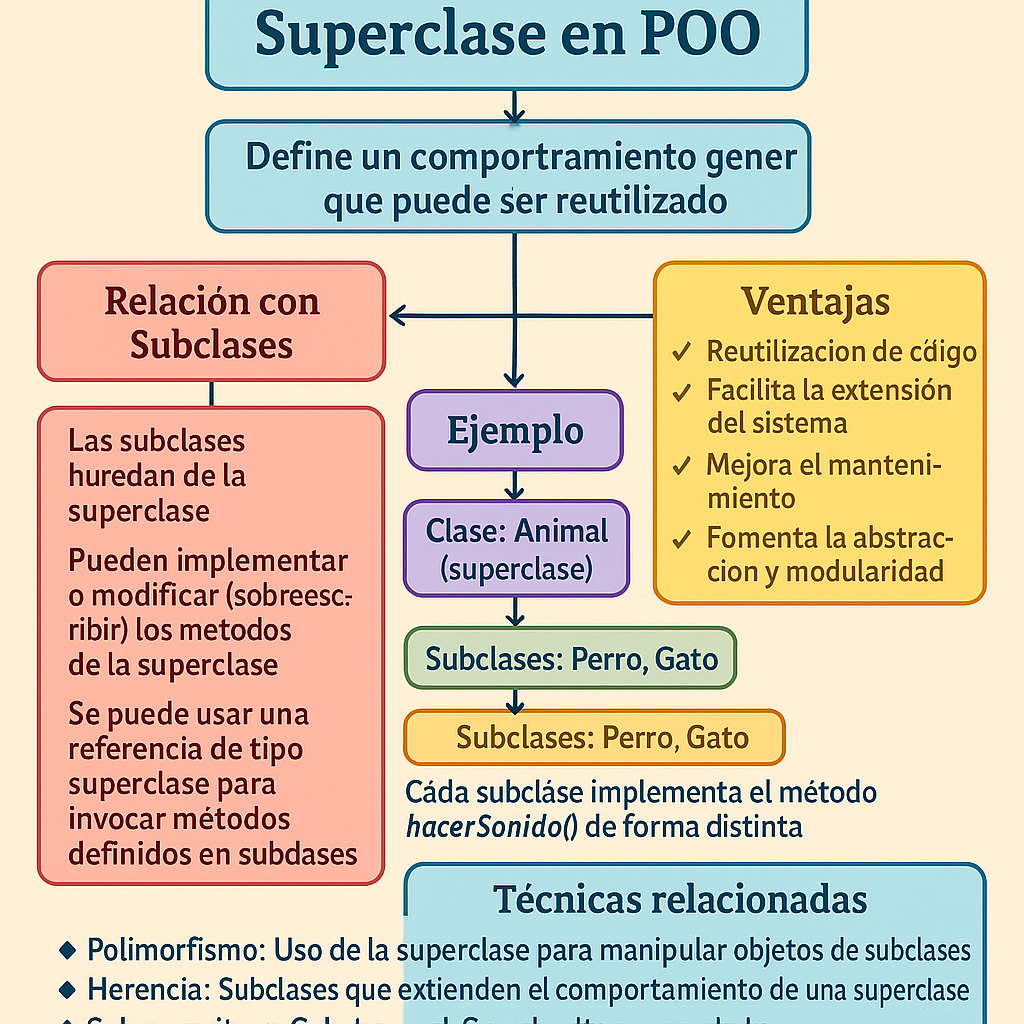 Superclase en POO
Define un comportramiento gener
que puede ser reutilizado
Relación con
Subclases
Las subclases
huredan de la
superclase
Pueden implementar
o modificar (sobreesc-
ribir) los metodos
de la superclase
Se puede usar una
referencia de tipo
superclase para
invocar métodos
definidos en subdases
Ejemplo
Clase: Animal
(superclase)
Subclases: Perro, Gato
Subclases: Perro, Gato
Cáda subcláse implementa el método
hacerSonido() de forma distinta
Ventajas
✓ Reutilizacion de cďigo
✓ Facilita la extensión
del sistema
✓ Mejora el manteni-
miento
✓ Fomenta la abstrac-
cion y modularidad
Técnicas relacionadas
◆ Polimorfismo: Uso de la superclase para manipular objetos de subclases
◆ Herencia: Subclases que extienden el comportamiento de una superclase